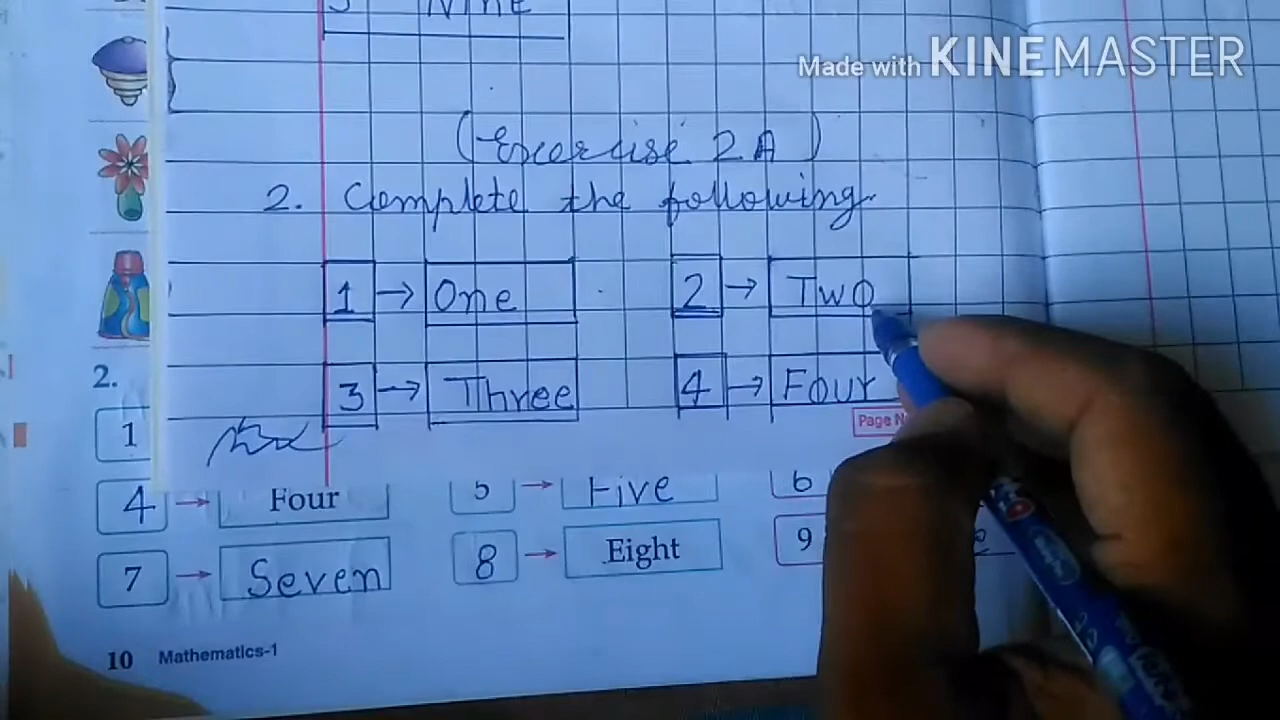 Nine
Made with KINEMASTER
(Exercise 2A)
2. Complete the following.
1 → One 2 → Two
3 → Three 4 → Four
2.
1
Page N
4 → Four 5 → Five 6
7 → Seven 8 → Eight 9
10 Mathematics-1